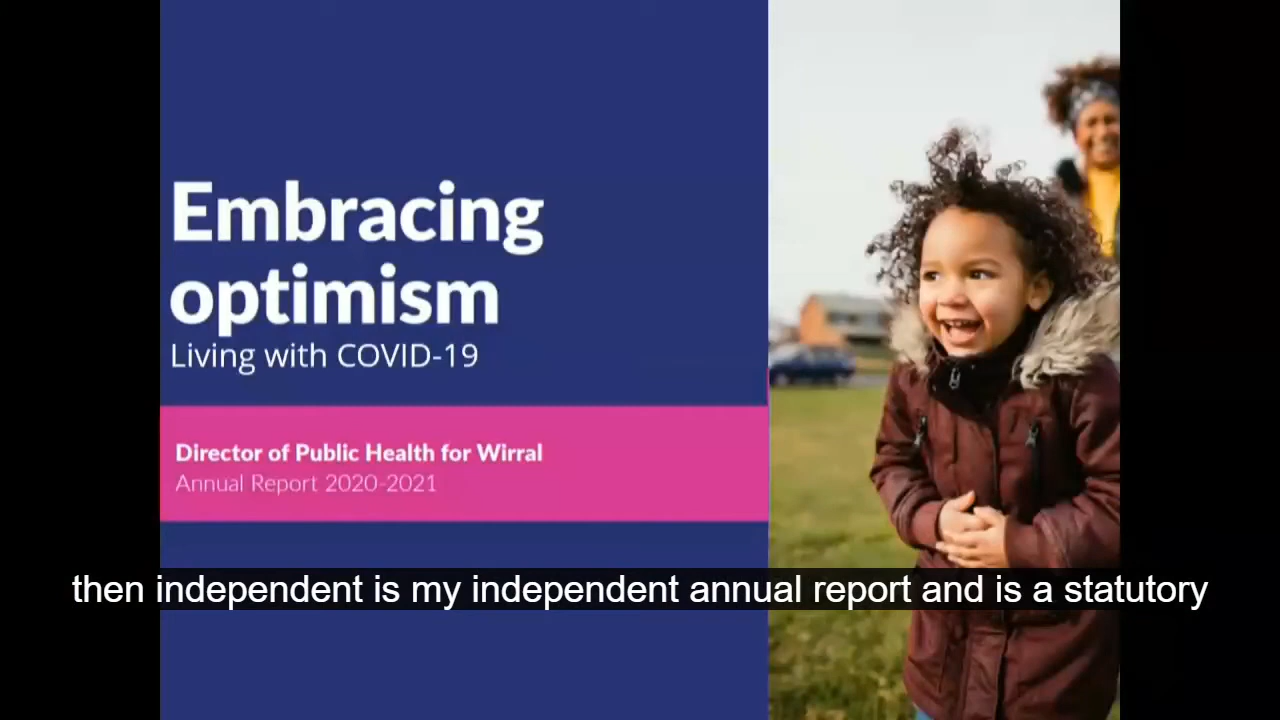 Embracing
optimism
Living with COVID-19
Director of Public Health for Wirral
Annual Report 2020-2021
then independent is my independent annual report and is a statutory